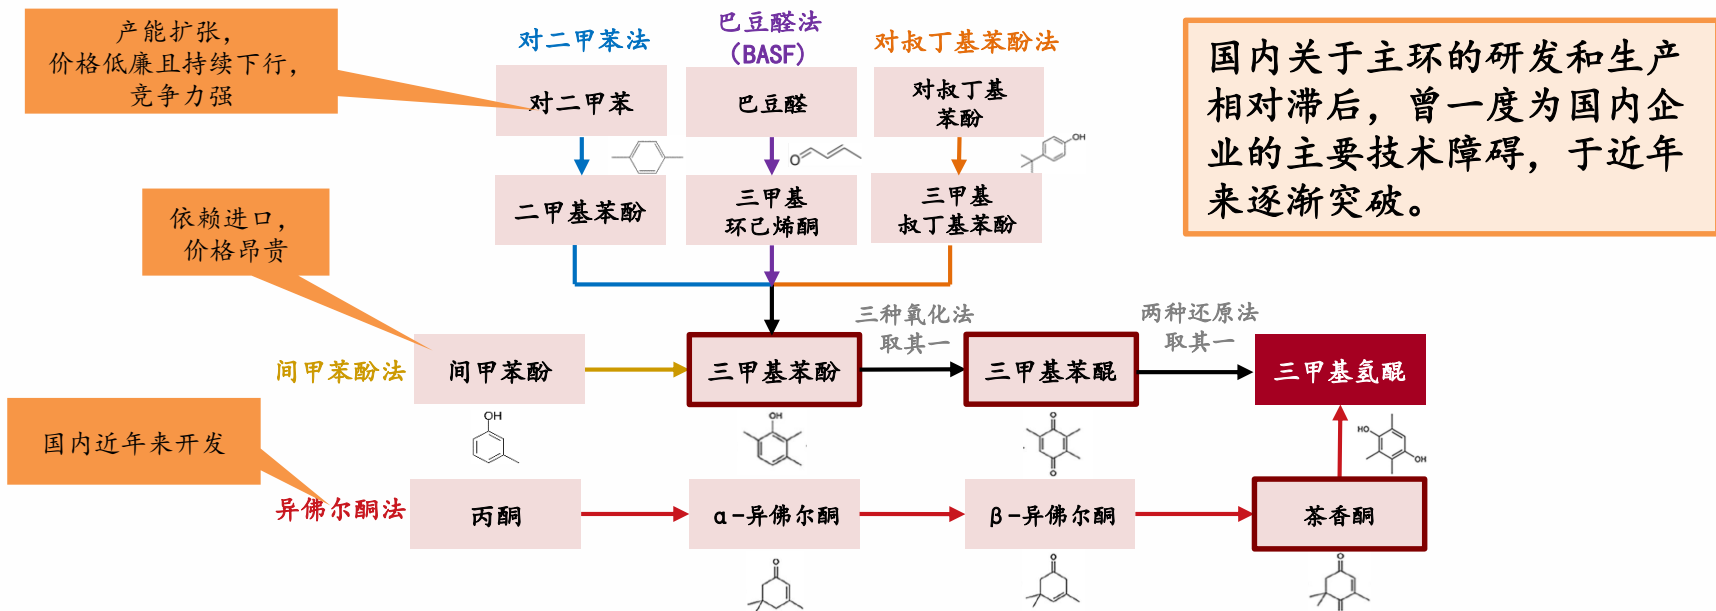 产能扩张，
价格低廉且持续下行，
竞争力强
对二甲苯法
巴豆醛法
（BASF）
对叔丁基苯酚法
国内关于主环的研发和生产
相对滞后，曾一度为国内企
业的主要技术障碍，于近年
来逐渐突破。
对二甲苯
巴豆醛
对叔丁基
苯酚
O
OH
二甲基苯酚
三甲基
环己烯酮
三甲基
叔丁基苯酚
依赖进口，
价格昂贵
三种氧化法
取其一
两种还原法
取其一
间甲苯酚法
间甲苯酚
三甲基苯酚
三甲基苯醌
三甲基氢醌
OH
OH
O
O
HO
OH
国内近年来开发
异佛尔酮法
丙酮
α-异佛尔酮
β-异佛尔酮
茶香酮
O
O
O